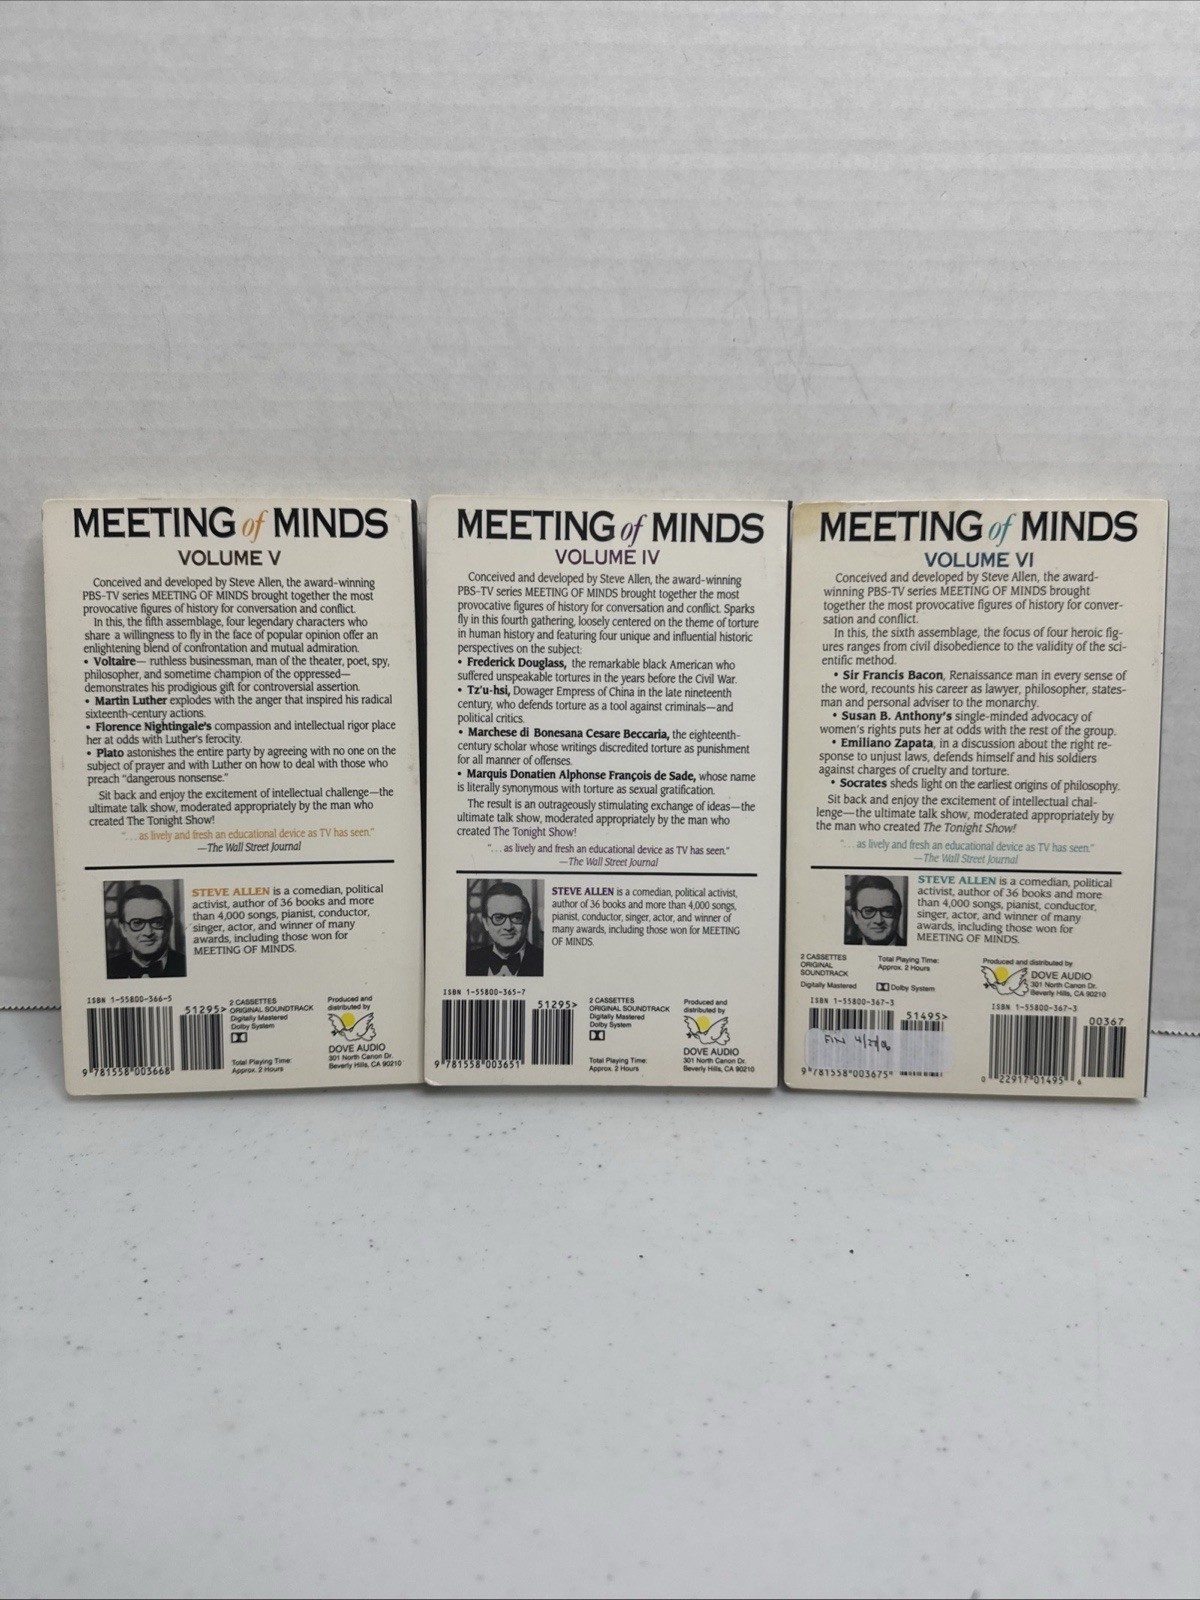 MEETING of MINDS
VOLUME V
Conceived and developed by Steve Allen, the award-winning
PBS-TV series MEETING OF MINDS brought together the most
provocative figures of history for conversation and conflict.
In this, the fifth assemblage, four legendary characters who
share a willingness to fly in the face of popular opinion offer an
enlightening blend of confrontation and mutual admiration.
• Voltaire— ruthless businessman, man of the theater, poet, spy,
philosopher, and sometime champion of the oppressed—
demonstrates his prodigious gift for controversial assertion.
• Martin Luther explodes with the anger that inspired his radical
sixteenth-century actions.
• Florence Nightingale's compassion and intellectual rigor place
her at odds with Luther's ferocity.
• Plato astonishes the entire party by agreeing with no one on the
subject of prayer and with Luther on how to deal with those who
preach "dangerous nonsense."
Sit back and enjoy the excitement of intellectual challenge—the
ultimate talk show, moderated appropriately by the man who
created The Tonight Show!
"... as lively and fresh an educational device as TV has seen."
—The Wall Street Journal
STEVE ALLEN is a comedian, political
activist, author of 36 books and more
than 4,000 songs, pianist, conductor,
singer, actor, and winner of many
awards, including those won for
MEETING OF MINDS.
ISBN 1-55800-366-5
51295>
9 781558 003668
2 CASSETTES
ORIGINAL SOUNDTRACK
Digitally Mastered
Dolby System
Total Playing Time:
Approx. 2 Hours
Produced and
distributed by
DOVE AUDIO
301 North Canon Dr.
Beverly Hills, CA 90210
MEETING of MINDS
VOLUME IV
Conceived and developed by Steve Allen, the award-winning
PBS-TV series MEETING OF MINDS brought together the most
provocative figures of history for conversation and conflict. Sparks
fly in this fourth gathering, loosely centered on the theme of torture
in human history and featuring four unique and influential historic
perspectives on the subject:
• Frederick Douglass, the remarkable black American who
suffered unspeakable tortures in the years before the Civil War.
• Tz'u-hsi, Dowager Empress of China in the late nineteenth
century, who defends torture as a tool against criminals—and
political critics.
• Marchese di Bonesana Cesare Beccaria, the eighteenth-
century scholar whose writings discredited torture as punishment
for all manner of offenses.
• Marquis Donatien Alphonse François de Sade, whose name
is literally synonymous with torture as sexual gratification.
The result is an outrageously stimulating exchange of ideas—the
ultimate talk show, moderated appropriately by the man who
created The Tonight Show!
"... as lively and fresh an educational device as TV has seen."
—The Wall Street Journal
STEVE ALLEN is a comedian, political activist,
author of 36 books and more than 4,000 songs,
pianist, conductor, singer, actor, and winner of
many awards, including those won for MEETING
OF MINDS.
ISBN 1-55800-365-7
51295>
9 781558 003651
2 CASSETTES
ORIGINAL SOUNDTRACK
Digitally Mastered
Dolby System
Total Playing Time:
Approx. 2 Hours
Produced and
distributed by
DOVE AUDIO
301 North Canon Dr.
Beverly Hills, CA 90210
MEETING of MINDS
VOLUME VI
Conceived and developed by Steve Allen, the award-
winning PBS-TV series MEETING OF MINDS brought
together the most provocative figures of history for conver-
sation and conflict.
In this, the sixth assemblage, the focus of four heroic fig-
ures ranges from civil disobedience to the validity of the sci-
entific method.
• Sir Francis Bacon, Renaissance man in every sense of
the word, recounts his career as lawyer, philosopher, states-
man and personal adviser to the monarchy.
• Susan B. Anthony's single-minded advocacy of
women's rights puts her at odds with the rest of the group.
• Emiliano Zapata, in a discussion about the right re-
sponse to unjust laws, defends himself and his soldiers
against charges of cruelty and torture.
• Socrates sheds light on the earliest origins of philosophy.
Sit back and enjoy the excitement of intellectual chal-
lenge—the ultimate talk show, moderated appropriately by
the man who created The Tonight Show!
"... as lively and fresh an educational device as TV has seen."
—The Wall Street Journal
STEVE ALLEN is a comedian, political
activist, author of 36 books and more
than 4,000 songs, pianist, conductor,
singer, actor, and winner of many
awards, including those won for
MEETING OF MINDS.
2 CASSETTES
ORIGINAL
SOUNDTRACK
Digitally Mastered
Total Playing Time:
Approx. 2 Hours
Dolby System
Produced and distributed by
DOVE AUDIO
301 North Canon Dr.
Beverly Hills, CA 90210
ISBN 1-55800-367-3
51495>
9 781558 003675
ISBN 1-55800-367-3
00367
0 22917 01495 6